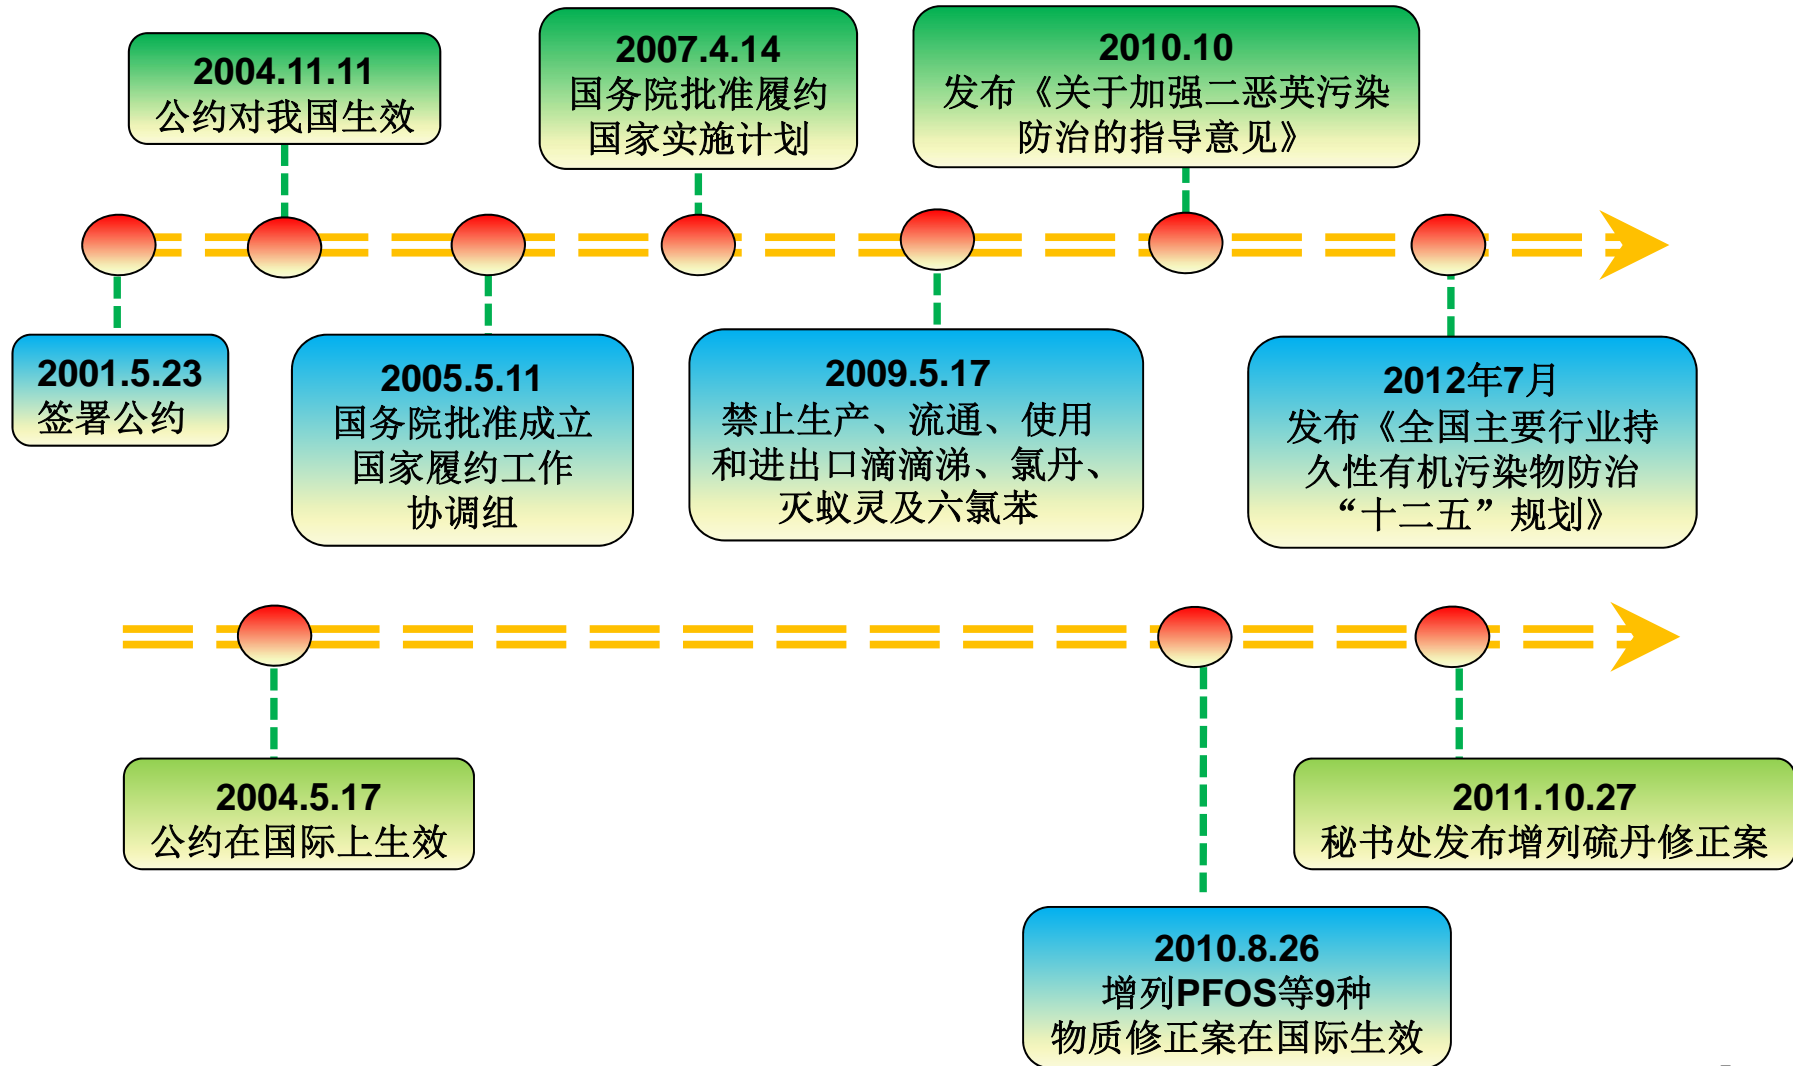 2004.11.11
公约对我国生效
2007.4.14
国务院批准履约
国家实施计划
2010.10
发布《关于加强二恶英污染
防治的指导意见》
2001.5.23
签署公约
2005.5.11
国务院批准成立
国家履约工作
协调组
2009.5.17
禁止生产、流通、使用
和进出口滴滴涕、氯丹、
灭蚁灵及六氯苯
2012年7月
发布《全国主要行业持
久性有机污染物防治
“十二五”规划》
2004.5.17
公约在国际上生效
2011.10.27
秘书处发布增列硫丹修正案
2010.8.26
增列PFOS等9种
物质修正案在国际生效